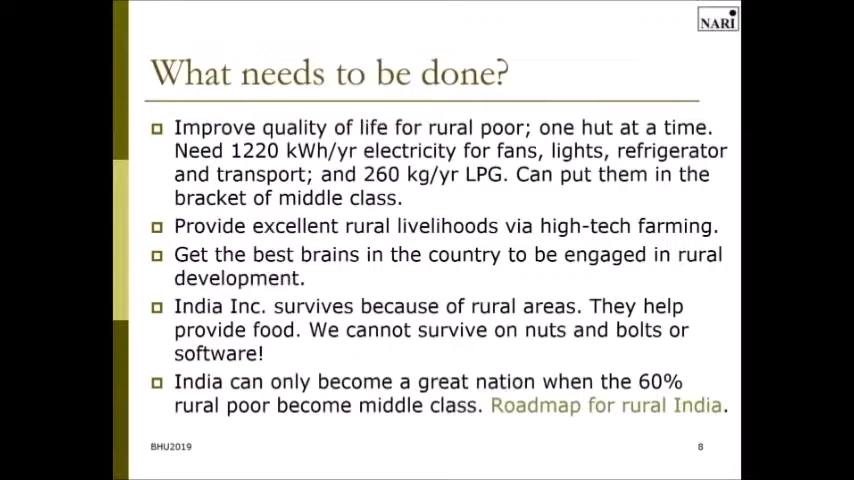 NARI
What needs to be done?
Improve quality of life for rural poor; one hut at a time.
Need 1220 kWh/yr electricity for fans, lights, refrigerator
and transport; and 260 kg/yr LPG. Can put them in the
bracket of middle class.
Provide excellent rural livelihoods via high-tech farming.
Get the best brains in the country to be engaged in rural
development.
India Inc. survives because of rural areas. They help
provide food. We cannot survive on nuts and bolts or
software!
India can only become a great nation when the 60%
rural poor become middle class. Roadmap for rural India.
BHU2019
8